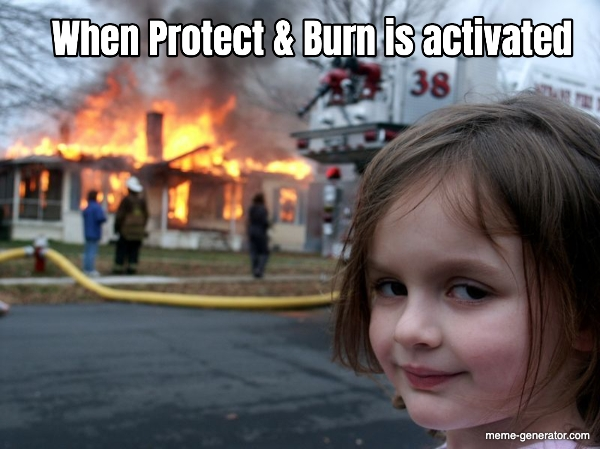 When Protect & Burn is activated
38
meme-generator.com